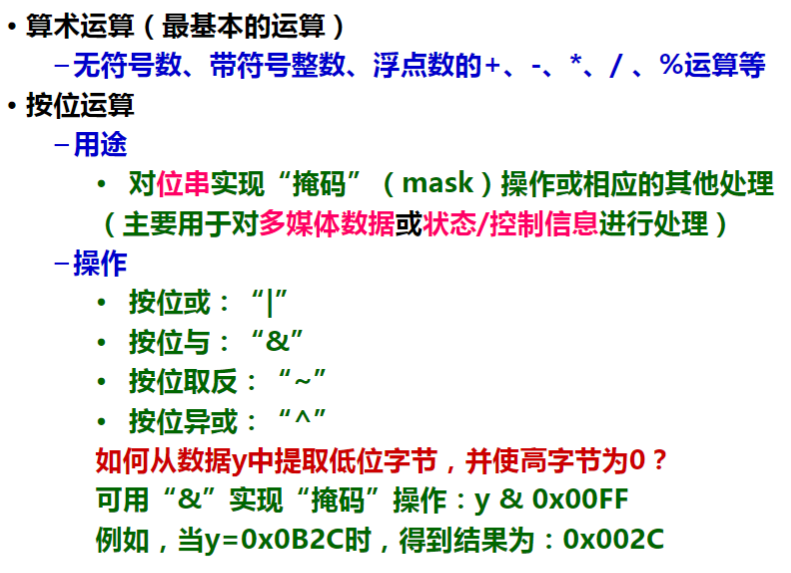 • 算术运算（最基本的运算）
–无符号数、带符号整数、浮点数的+、-、*、/ 、%运算等
• 按位运算
–用途
• 对位串实现“掩码”（mask）操作或相应的其他处理
（主要用于对多媒体数据或状态/控制信息进行处理）
–操作
• 按位或：“|”
• 按位与：“&”
• 按位取反：“~”
• 按位异或：“^”
如何从数据y中提取低位字节，并使高字节为0？
可用“&”实现“掩码”操作：y & 0x00FF
例如，当y=0x0B2C时，得到结果为：0x002C